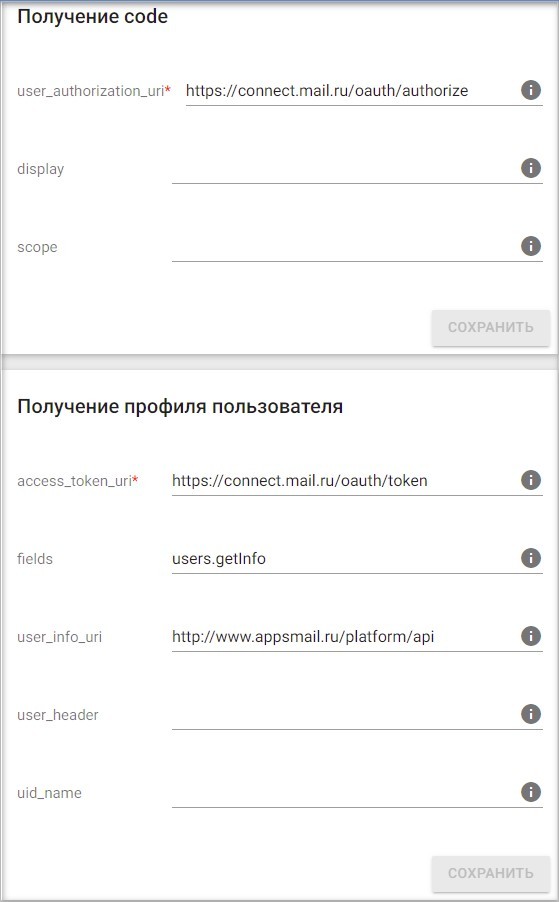 Получение code
user_authorization_uri* https://connect.mail.ru/oauth/authorize
display
scope
СОХРАНИТЬ
Получение профиля пользователя
access_token_uri* https://connect.mail.ru/oauth/token
fields users.getInfo
user_info_uri http://www.appsmail.ru/platform/api
user_header
uid_name
СОХРАНИТЬ